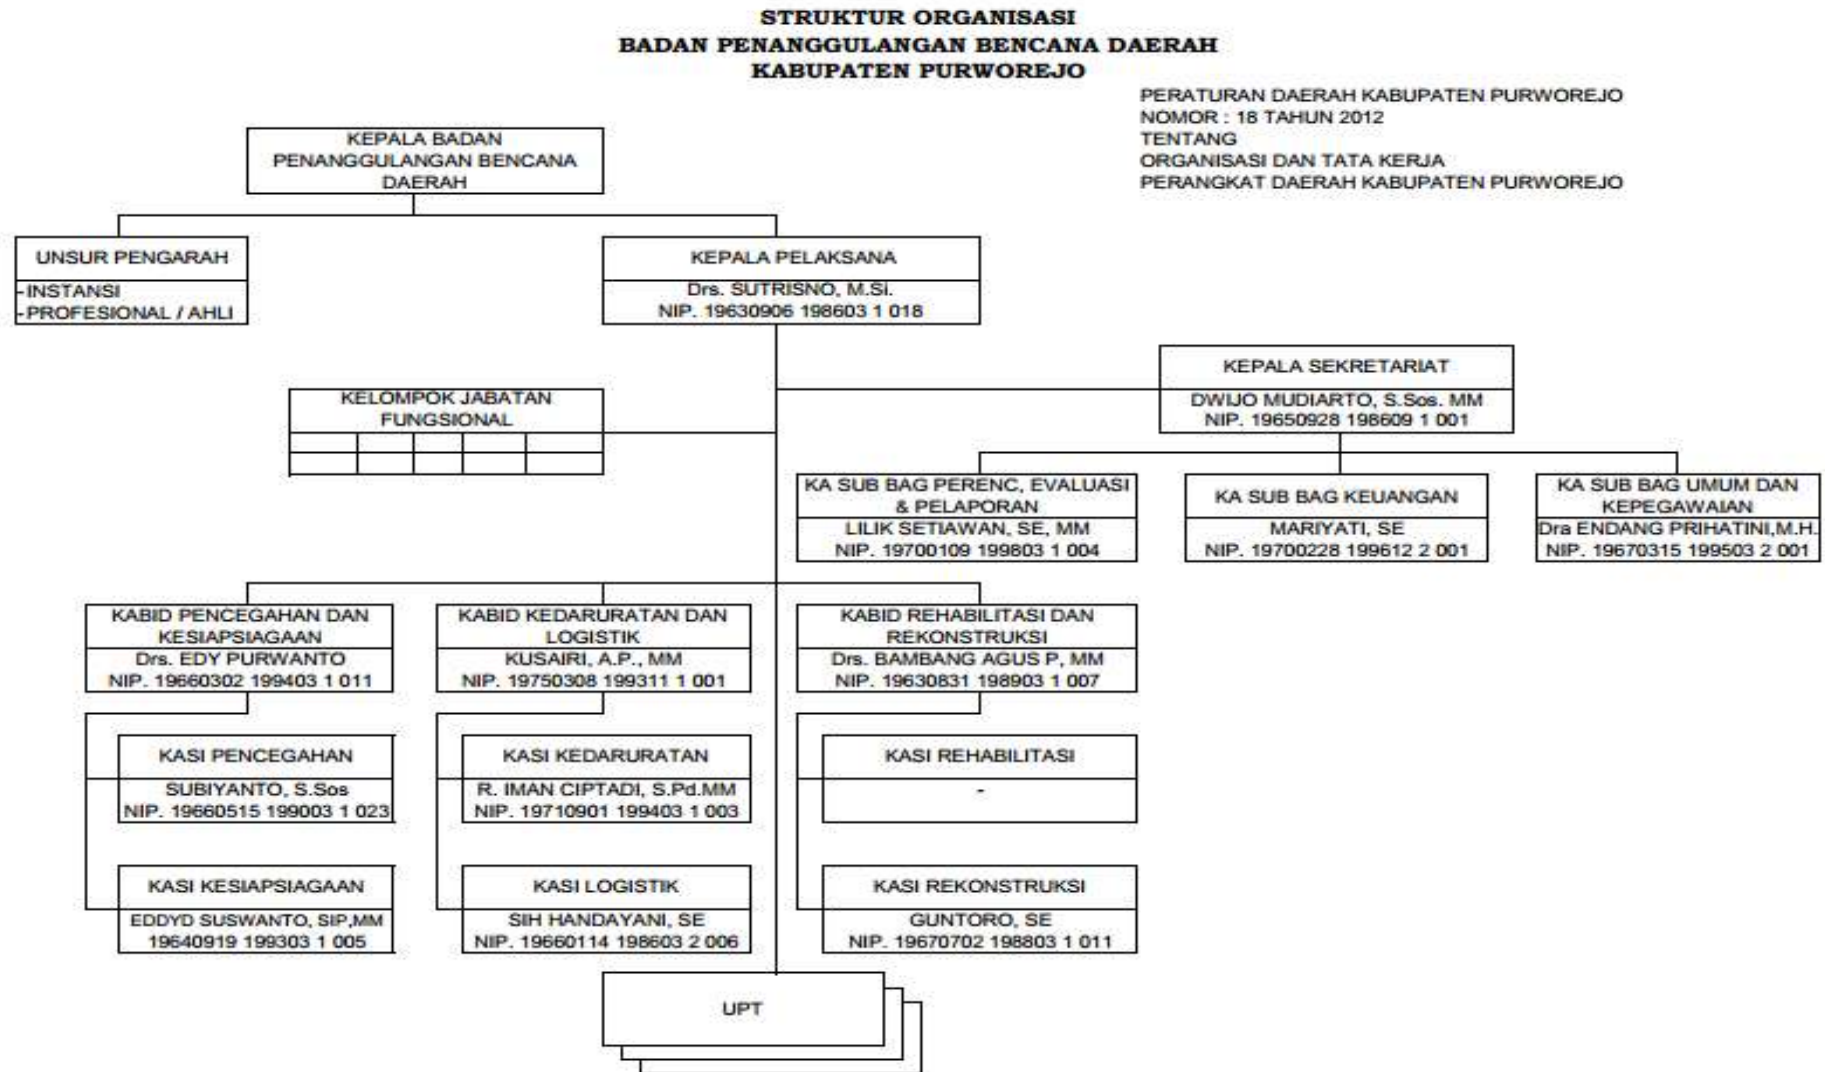 STRUKTUR ORGANISASI
BADAN PENANGGULANGAN BENCANA DAERAH
KABUPATEN PURWOREJO
PERATURAN DAERAH KABUPATEN PURWOREJO
NOMOR : 18 TAHUN 2012
TENTANG
ORGANISASI DAN TATA KERJA
PERANGKAT DAERAH KABUPATEN PURWOREJO
KEPALA BADAN
PENANGGULANGAN BENCANA
DAERAH
UNSUR PENGARAH
-INSTANSI
-PROFESIONAL / AHLI
KEPALA PELAKSANA
Drs. SUTRISNO, M.Si.
NIP. 19630906 198603 1 018
KEPALA SEKRETARIAT
DWIJO MUDIARTO, S.Sos. MM
NIP. 19650928 198609 1 001
KELOMPOK JABATAN
FUNGSIONAL
KA SUB BAG PERENC, EVALUASI
& PELAPORAN
LILIK SETIAWAN, SE, MM
NIP. 19700109 199803 1 004
KA SUB BAG KEUANGAN
MARIYATI, SE
NIP. 19700228 199612 2 001
KA SUB BAG UMUM DAN
KEPEGAWAIAN
Dra ENDANG PRIHATINI,M.H.
NIP. 19670315 199503 2 001
KABID PENCEGAHAN DAN
KESIAPSIAGAAN
Drs. EDY PURWANTO
NIP. 19660302 199403 1 011
KABID KEDARURATAN DAN
LOGISTIK
KUSAIRI, A.P., MM
NIP. 19750308 199311 1 001
KABID REHABILITASI DAN
REKONSTRUKSI
Drs. BAMBANG AGUS P, MM
NIP. 19630831 198903 1 007
KASI PENCEGAHAN
SUBIYANTO, S.Sos
NIP. 19660515 199003 1 023
KASI KEDARURATAN
R. IMAN CIPTADI, S.Pd.MM
NIP. 19710901 199403 1 003
KASI REHABILITASI
-
KASI KESIAPSIAGAAN
EDDYD SUSWANTO, SIP,MM
19640919 199303 1 005
KASI LOGISTIK
SIH HANDAYANI, SE
NIP. 19660114 198603 2 006
KASI REKONSTRUKSI
GUNTORO, SE
NIP. 19670702 198803 1 011
UPT